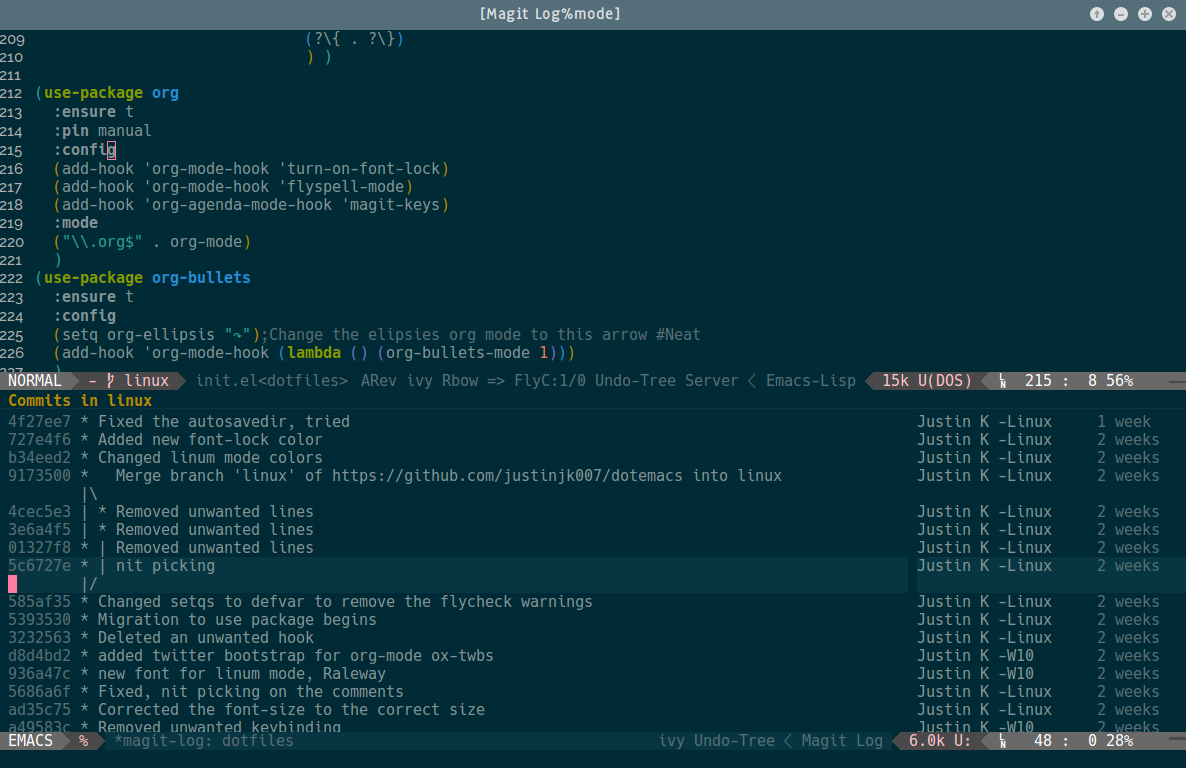 [Magit Log%mode]
209 (?\{ . ?\})
210 ) )
211
212 (use-package org
213 :ensure t
214 :pin manual
215 :config
216 (add-hook 'org-mode-hook 'turn-on-font-lock)
217 (add-hook 'org-mode-hook 'flyspell-mode)
218 (add-hook 'org-agenda-mode-hook 'magit-keys)
219 :mode
220 ("\\.org$" . org-mode)
221 )
222 (use-package org-bullets
223 :ensure t
224 :config
225 (setq org-ellipsis "↷");Change the elipsies org mode to this arrow #Neat
226 (add-hook 'org-mode-hook (lambda () (org-bullets-mode 1)))
227 )
NORMAL - linux init.el<dotfiles> ARev ivy Rbow => FlyC:1/0 Undo-Tree Server < Emacs-Lisp 15k U(DOS) LN 215 : 8 56%
Commits in linux
4f27ee7 * Fixed the autosavedir, tried Justin K -Linux 1 week
727e4f6 * Added new font-lock color Justin K -Linux 2 weeks
b34eed2 * Changed linum mode colors Justin K -Linux 2 weeks
9173500 * Merge branch 'linux' of https://github.com/justinjk007/dotemacs into linux Justin K -Linux 2 weeks
|\
4cec5e3 | * Removed unwanted lines Justin K -Linux 2 weeks
3e6a4f5 | * Removed unwanted lines Justin K -Linux 2 weeks
01327f8 * | Removed unwanted lines Justin K -Linux 2 weeks
5c6727e * | nit picking Justin K -Linux 2 weeks
|/
585af35 * Changed setqs to defvar to remove the flycheck warnings Justin K -Linux 2 weeks
5393530 * Migration to use package begins Justin K -Linux 2 weeks
3232563 * Deleted an unwanted hook Justin K -Linux 2 weeks
d8d4bd2 * added twitter bootstrap for org-mode ox-twbs Justin K -W10 2 weeks
936a47c * new font for linum mode, Raleway Justin K -W10 2 weeks
5686a6f * Fixed, nit picking on the comments Justin K -Linux 2 weeks
ad35c75 * Corrected the font-size to the correct size Justin K -Linux 2 weeks
a49583c * Removed unwanted keybinding Justin K -W10 2 weeks
EMACS % *magit-log: dotfiles ivy Undo-Tree < Magit Log 6.0k U: LN 48 : 0 28%